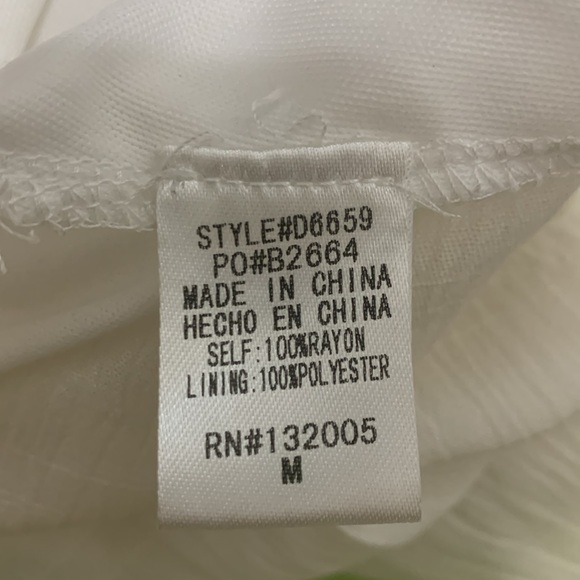 STYLE#D6659
PO#B2664
MADE IN CHINA
HECHO EN CHINA
SELF:100%RAYON
LINING:100%POLYESTER
RN#132005
M